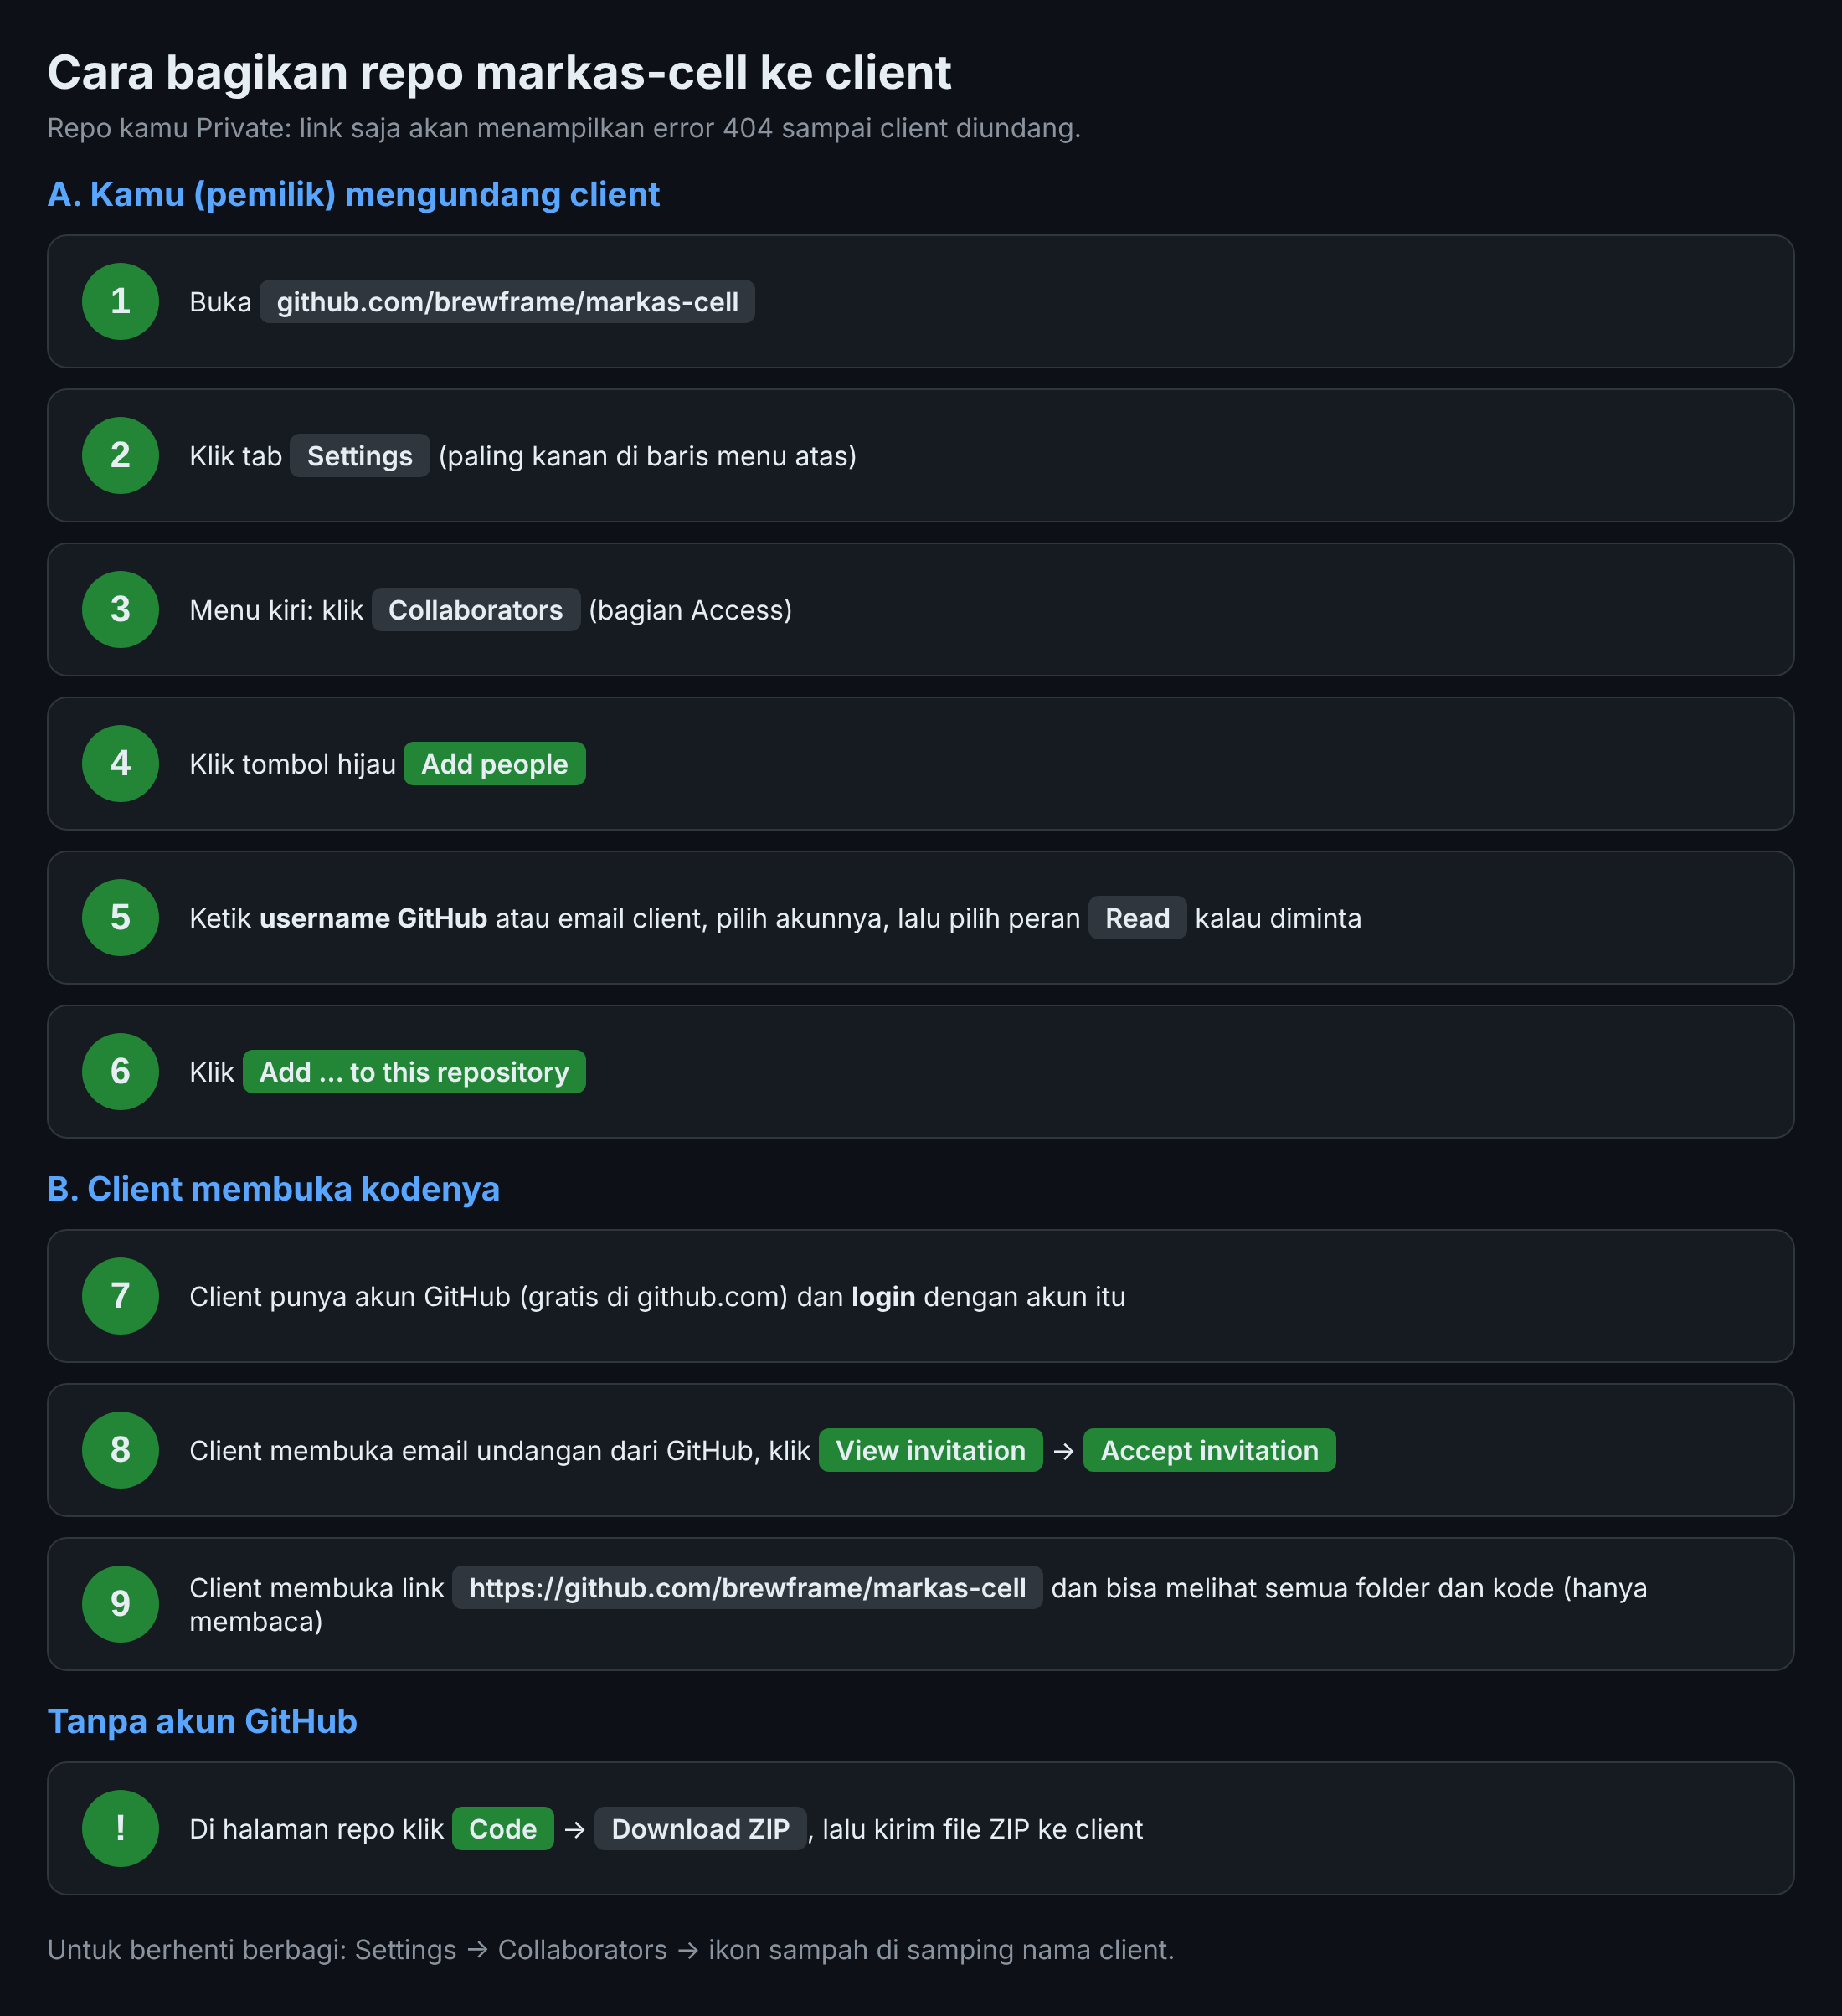 Cara bagikan repo markas-cell ke client
Repo kamu Private: link saja akan menampilkan error 404 sampai client diundang.
A. Kamu (pemilik) mengundang client
1 Buka github.com/brewframe/markas-cell
2 Klik tab Settings (paling kanan di baris menu atas)
3 Menu kiri: klik Collaborators (bagian Access)
4 Klik tombol hijau Add people
5 Ketik username GitHub atau email client, pilih akunnya, lalu pilih peran Read kalau diminta
6 Klik Add ... to this repository
B. Client membuka kodenya
7 Client punya akun GitHub (gratis di github.com) dan login dengan akun itu
8 Client membuka email undangan dari GitHub, klik View invitation → Accept invitation
9 Client membuka link https://github.com/brewframe/markas-cell dan bisa melihat semua folder dan kode (hanya
membaca)
Tanpa akun GitHub
! Di halaman repo klik Code → Download ZIP , lalu kirim file ZIP ke client
Untuk berhenti berbagi: Settings → Collaborators → ikon sampah di samping nama client.